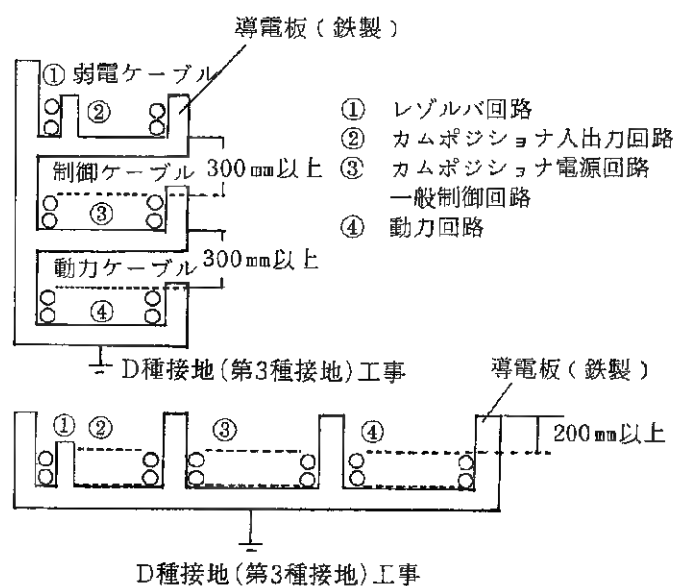 導電板(鉄製)
① 弱電ケーブル
②
制御ケーブル
300mm以上
③
動力ケーブル
300mm以上
④
① レゾルバ回路
② カムポジショナ入出力回路
③ カムポジショナ電源回路
一般制御回路
④ 動力回路
D種接地(第3種接地)工事
導電板(鉄製)
① ② ③ ④
200mm以上
D種接地(第3種接地)工事